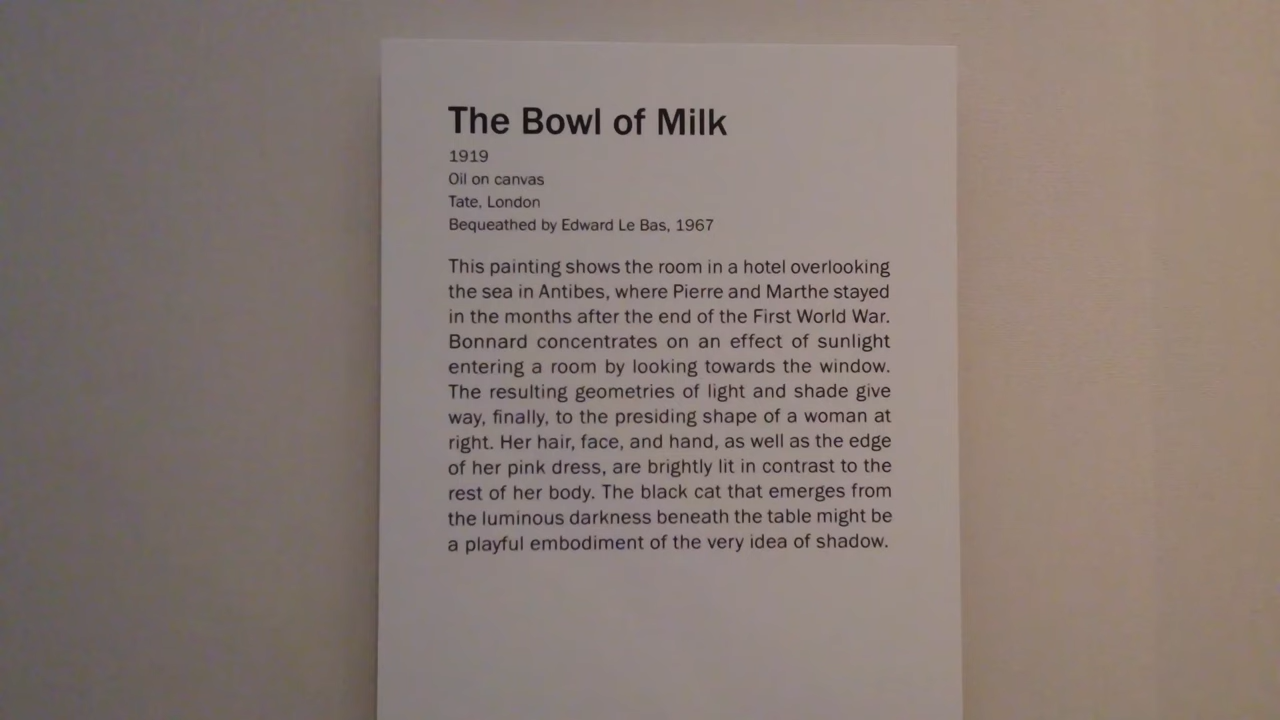 The Bowl of Milk
1919
Oil on canvas
Tate, London
Bequeathed by Edward Le Bas, 1967
This painting shows the room in a hotel overlooking
the sea in Antibes, where Pierre and Marthe stayed
in the months after the end of the First World War.
Bonnard concentrates on an effect of sunlight
entering a room by looking towards the window.
The resulting geometries of light and shade give
way, finally, to the presiding shape of a woman at
right. Her hair, face, and hand, as well as the edge
of her pink dress, are brightly lit in contrast to the
rest of her body. The black cat that emerges from
the luminous darkness beneath the table might be
a playful embodiment of the very idea of shadow.